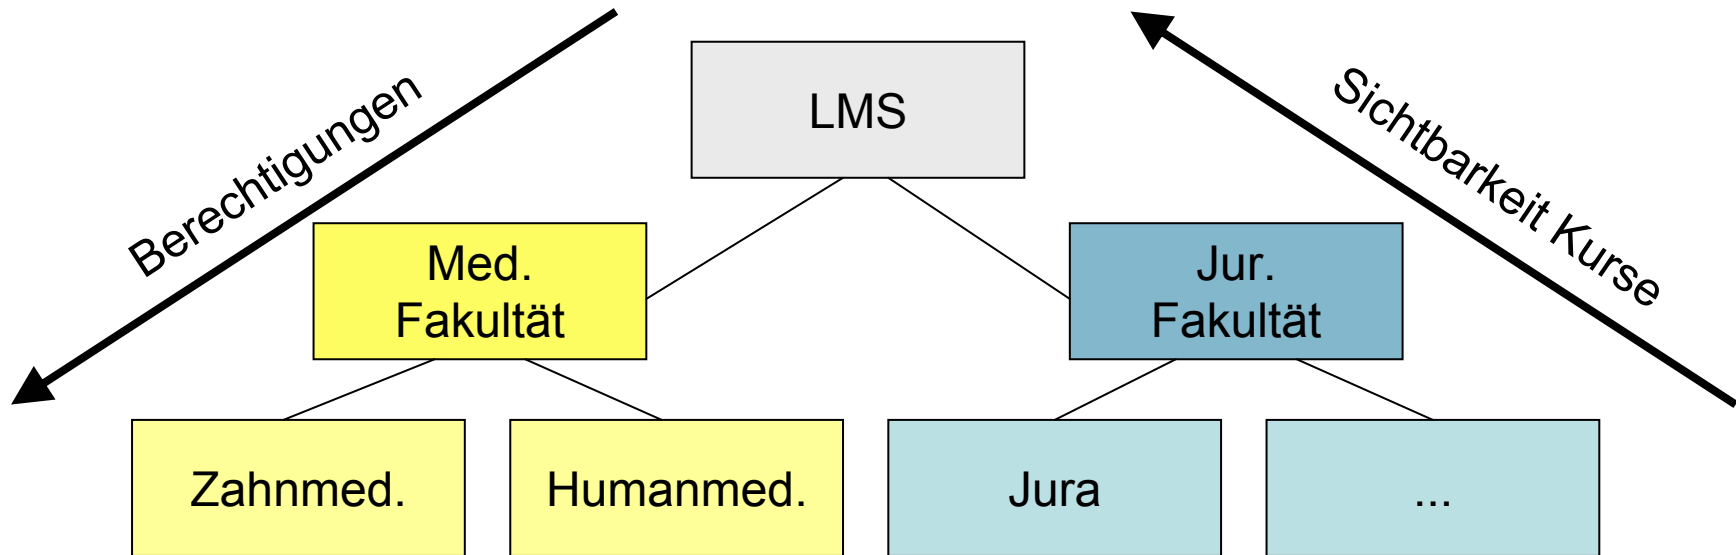 Berechtigungen
LMS
Sichtbarkeit Kurse
Med.
Fakultät
Jur.
Fakultät
Zahnmed.
Humanmed.
Jura
...